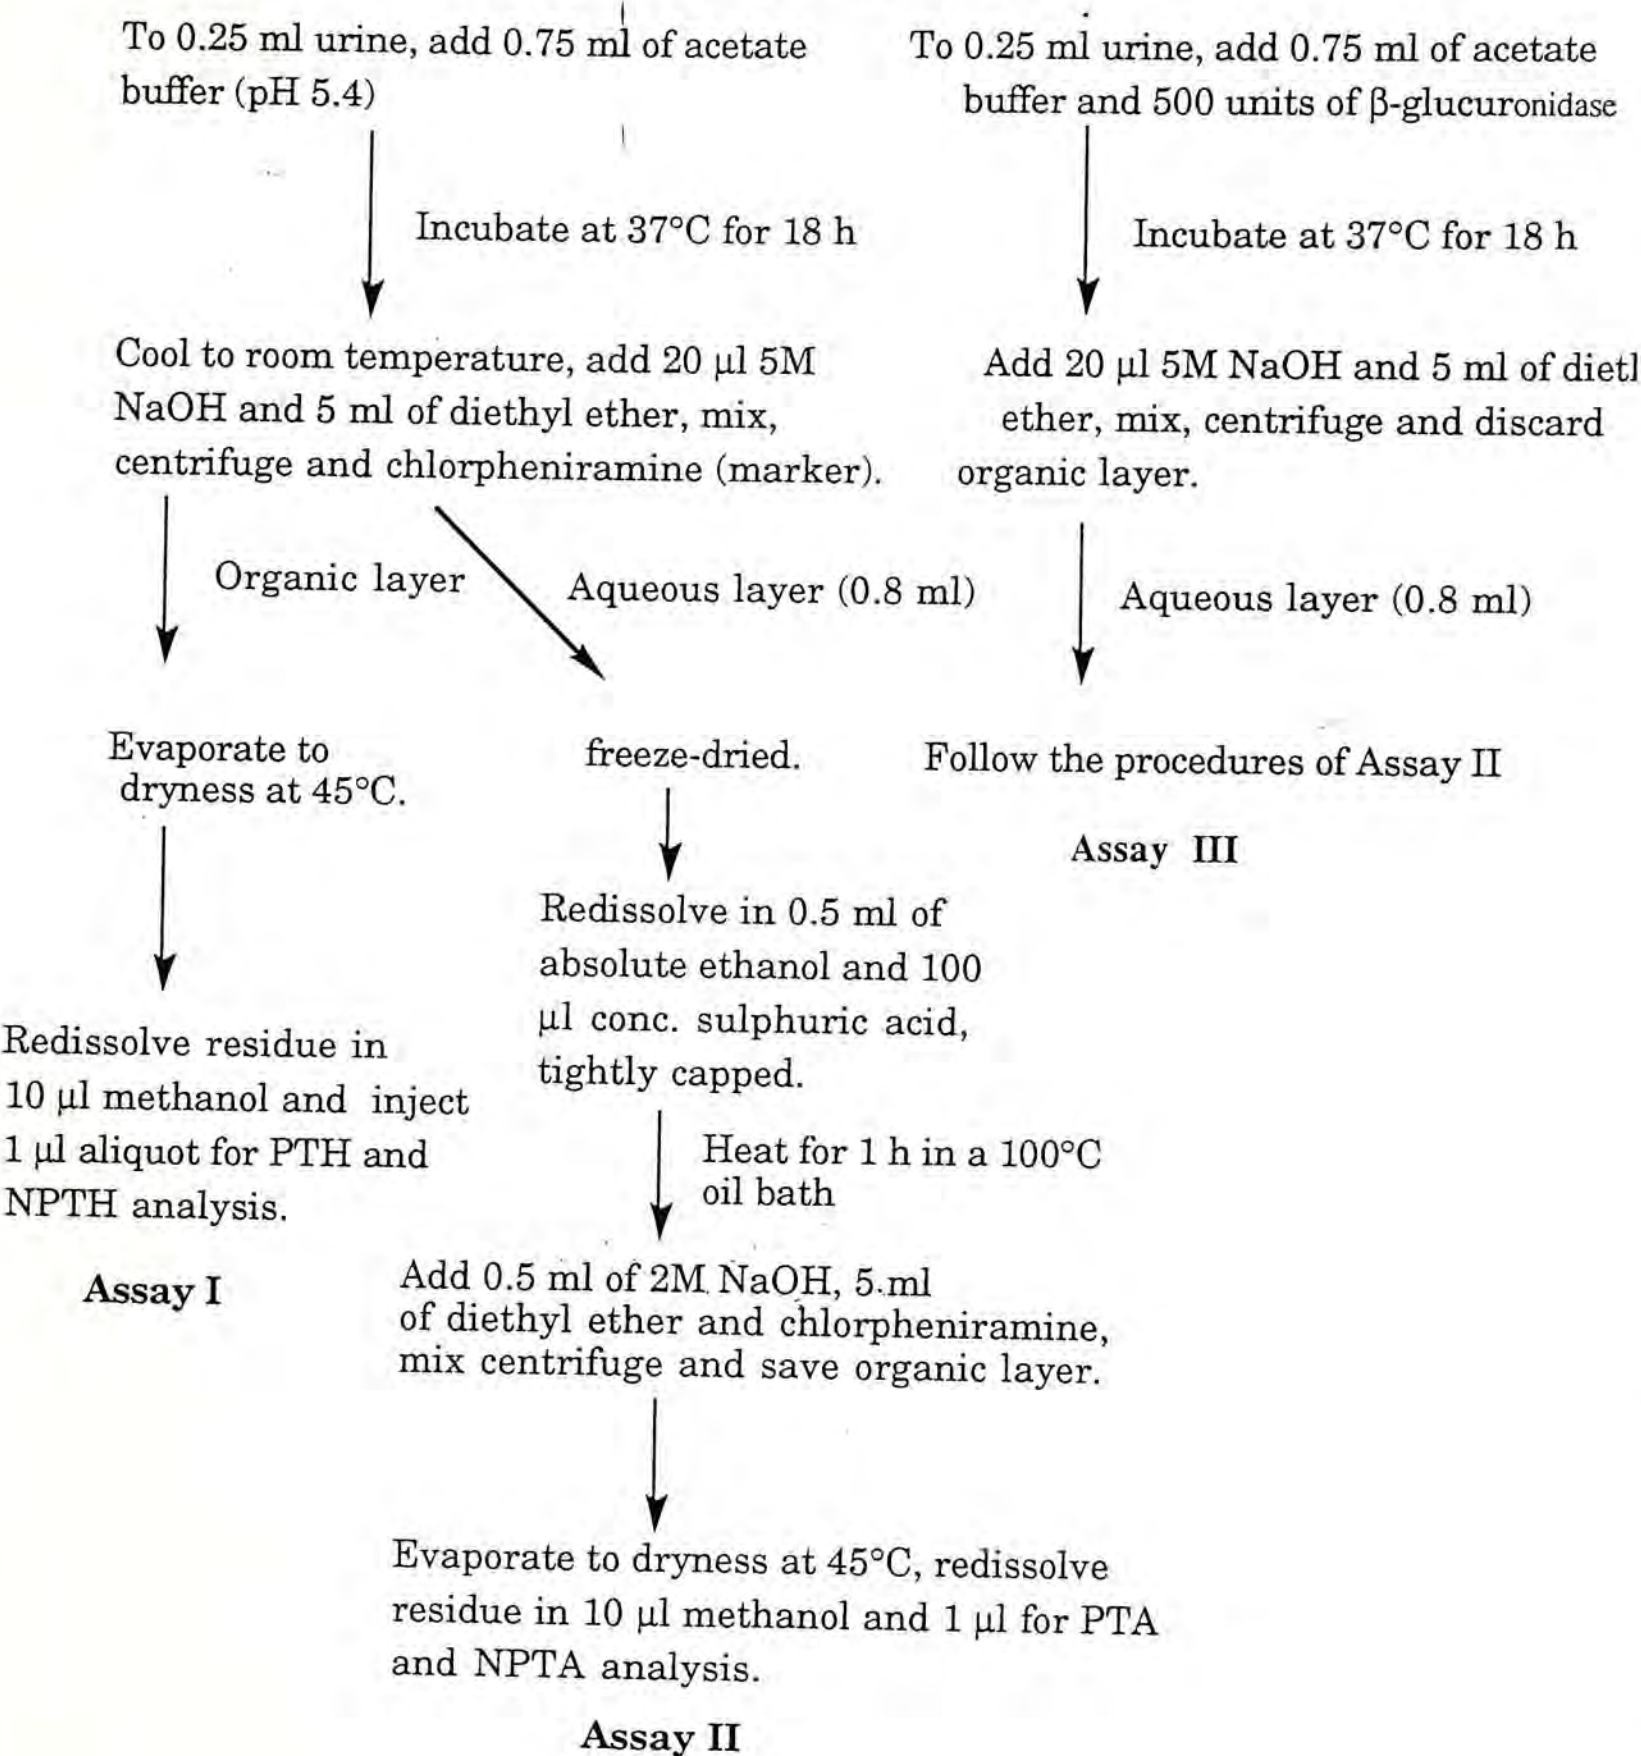 To 0.25 ml urine, add 0.75 ml of acetate
buffer (pH 5.4)
Incubate at 37°C for 18 h
Cool to room temperature, add 20 μl 5M
NaOH and 5 ml of diethyl ether, mix,
centrifuge and chlorpheniramine (marker).
Organic layer
Aqueous layer (0.8 ml)
Evaporate to
dryness at 45°C.
Redissolve residue in
10 μl methanol and inject
1 μl aliquot for PTH and
NPTH analysis.
Assay I
freeze-dried.
Redissolve in 0.5 ml of
absolute ethanol and 100
μl conc. sulphuric acid,
tightly capped.
Heat for 1 h in a 100°C
oil bath
Add 0.5 ml of 2M NaOH, 5 ml
of diethyl ether and chlorpheniramine,
mix centrifuge and save organic layer.
Evaporate to dryness at 45°C, redissolve
residue in 10 μl methanol and 1 μl for PTA
and NPTA analysis.
Assay II
To 0.25 ml urine, add 0.75 ml of acetate
buffer and 500 units of β-glucuronidase
Incubate at 37°C for 18 h
Add 20 μl 5M NaOH and 5 ml of
ether, mix, centrifuge and discard
organic layer.
Aqueous layer (0.8 ml)
Follow the procedures of Assay II
Assay III